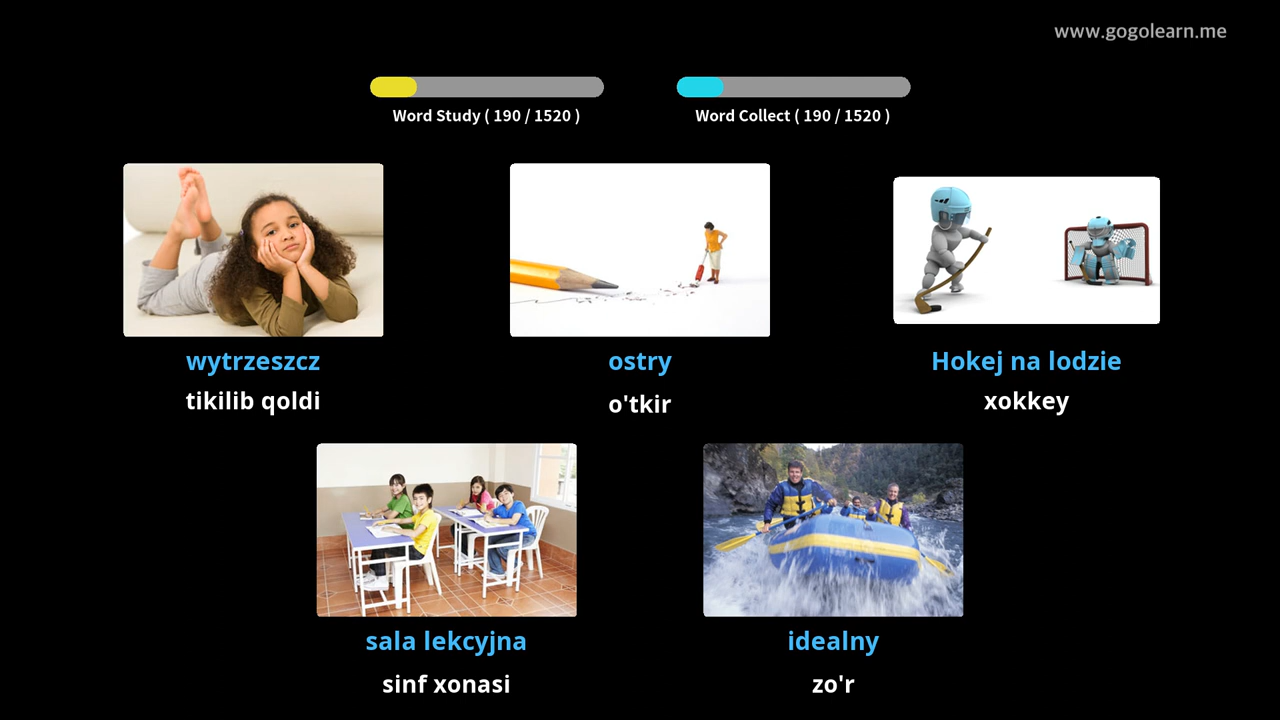 www.gogolearn.me
Word Study ( 190 / 1520 )
Word Collect ( 190 / 1520 )
wytrzeszcz
tikilib qoldi
ostry
o'tkir
Hokej na lodzie
xokkey
sala lekcyjna
sinf xonasi
idealny
zo'r